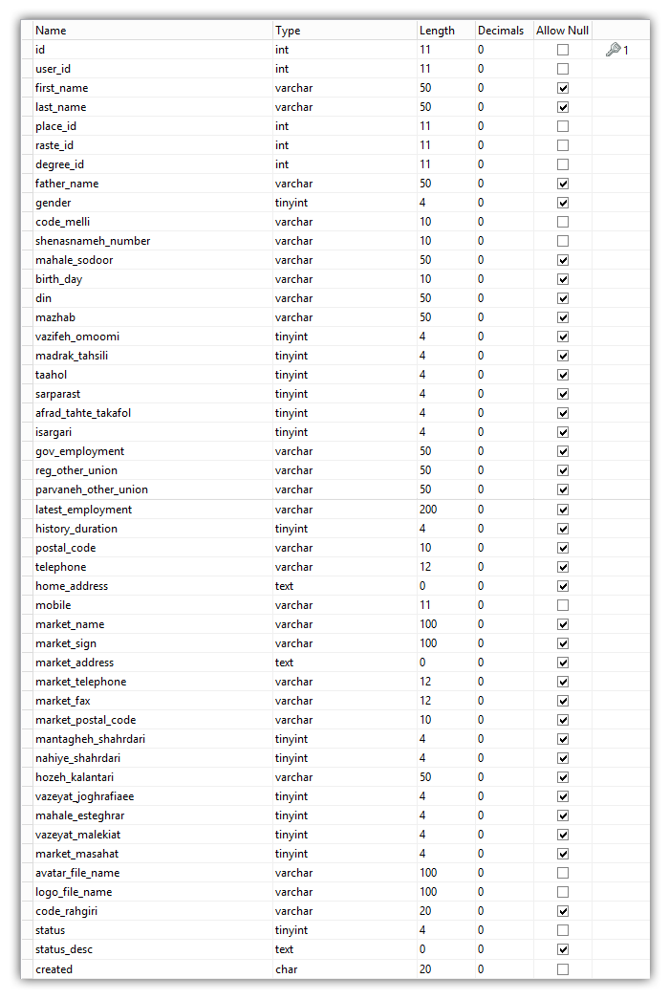 Name Type Length Decimals Allow Null
id int 11 0 1
user_id int 11 0
first_name varchar 50 0
last_name varchar 50 0
place_id int 11 0
raste_id int 11 0
degree_id int 11 0
father_name varchar 50 0
gender tinyint 4 0
code_melli varchar 10 0
shenasnameh_number varchar 10 0
mahale_sodoor varchar 50 0
birth_day varchar 10 0
din varchar 50 0
mazhab varchar 50 0
vazifeh_omoomi tinyint 4 0
madrak_tahsili tinyint 4 0
taahol tinyint 4 0
sarparast tinyint 4 0
afrad_tahte_takafol tinyint 4 0
isargari tinyint 4 0
gov_employment varchar 50 0
reg_other_union varchar 50 0
parvaneh_other_union varchar 50 0
latest_employment varchar 200 0
history_duration tinyint 4 0
postal_code varchar 10 0
telephone varchar 12 0
home_address text 0 0
mobile varchar 11 0
market_name varchar 100 0
market_sign varchar 100 0
market_address text 0 0
market_telephone varchar 12 0
market_fax varchar 12 0
market_postal_code varchar 10 0
mantagheh_shahrdari tinyint 4 0
nahiye_shahrdari tinyint 4 0
hozeh_kalantari varchar 50 0
vazeyat_joghrafiaee tinyint 4 0
mahale_esteghrar tinyint 4 0
vazeyat_malekiat tinyint 4 0
market_masahat tinyint 4 0
avatar_file_name varchar 100 0
logo_file_name varchar 100 0
code_rahgiri varchar 20 0
status tinyint 4 0
status_desc text 0 0
created char 20 0